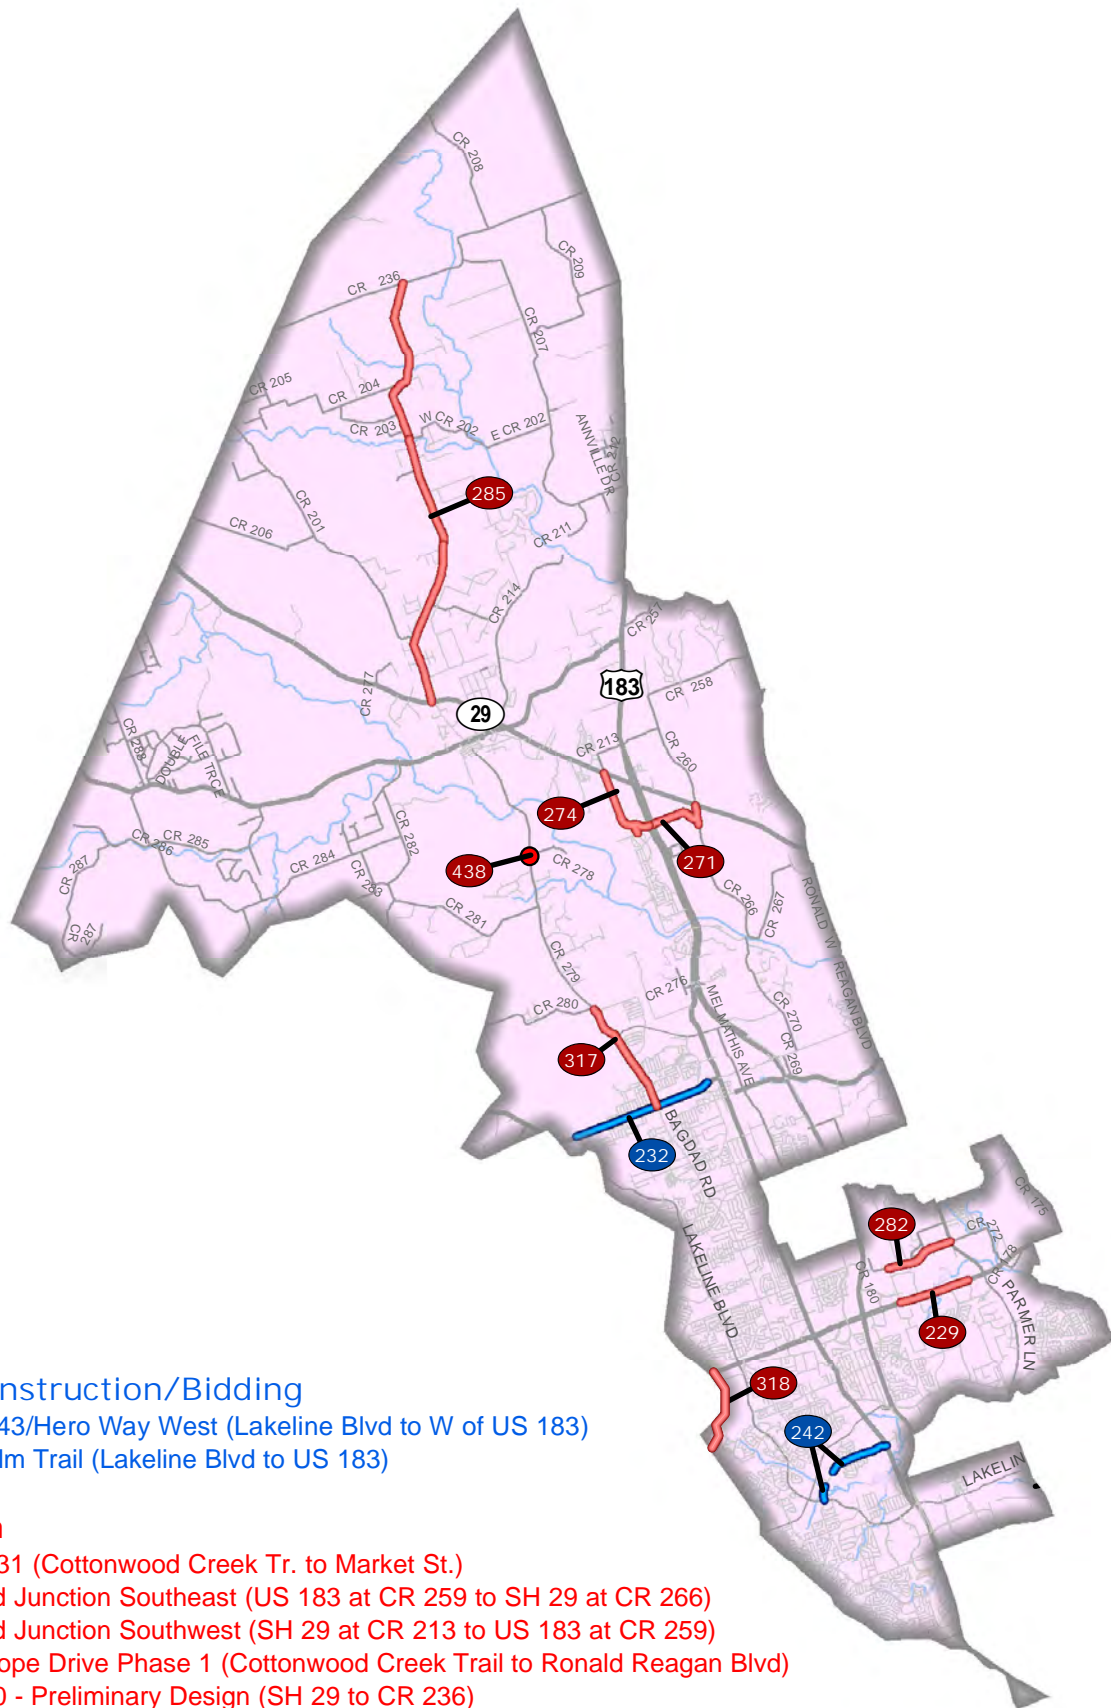 CR 208
CR 209
CR 236
CR 207
CR 205
CR 204
CR 203
W CR 202
E CR 202
ANNVILLE DR
CR 212
285
CR 201
CR 206
CR 211
CR 214
CR 257
183
CR 258
CR 277
29
CR 213
CR 260
CR 288
DOUBLE
FILE TRCE
274
271
438
CR 278
CR 282
CR 285
CR 286
CR 284
CR 287
CR 283
CR 281
CR 266
CR 267
RONALD W REAGAN BLVD
CR 287
CR 279
CR 276
CR 280
MEL MATHIS AVE
CR 270
CR 269
317
BAGDAD RD
232
CR 175
282
CR 272
CR 178
CR 180
LAKELINE BLVD
PARMER LN
229
318
242
LAKELIN
nstruction/Bidding
43/Hero Way West (Lakeline Blvd to W of US 183)
lm Trail (Lakeline Blvd to US 183)
31 (Cottonwood Creek Tr. to Market St.)
d Junction Southeast (US 183 at CR 259 to SH 29 at CR 266)
d Junction Southwest (SH 29 at CR 213 to US 183 at CR 259)
ope Drive Phase 1 (Cottonwood Creek Trail to Ronald Reagan Blvd)
0 - Preliminary Design (SH 29 to CR 236)